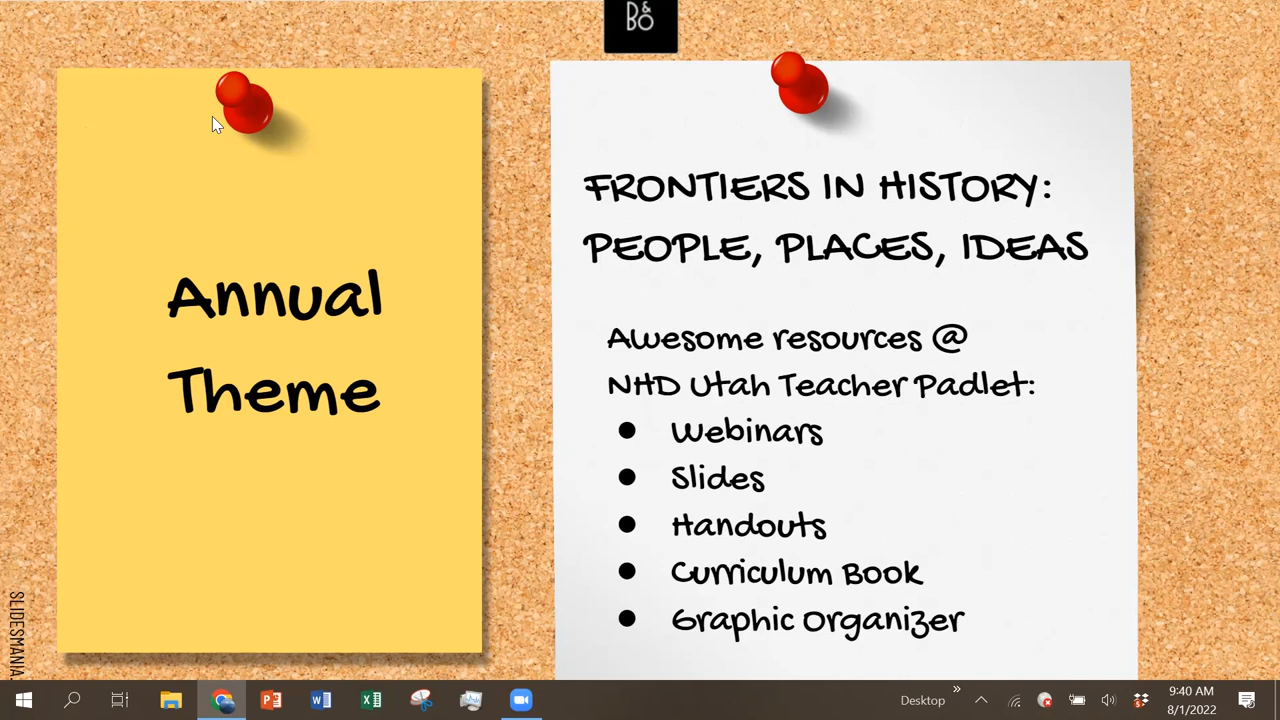 D&
BO
Annual
Theme
FRONTIERS IN HISTORY:
PEOPLE, PLACES, IDEAS
Awesome resources @
NHD Utah Teacher Padlet:
● Webinars
● Slides
● Handouts
● Curriculum Book
● Graphic Organizer
SLIDESMANIA.
Desktop
9:40 AM
8/1/2022